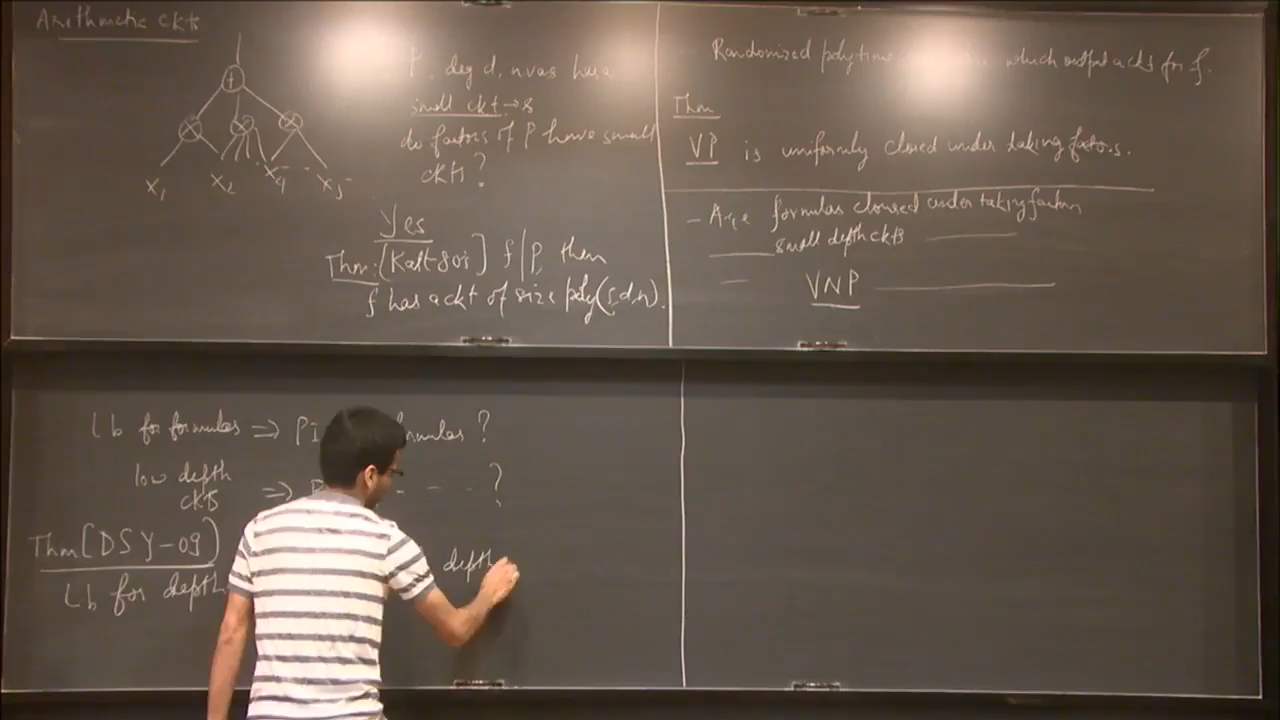 Arithmetic ckts
+
× × ×
x1 x2 x4 x5
P, deg d, n vars have
small ckt → s
do factors of P have small
ckts?
Yes
Thm: [Kalt-80s] f | P, then
f has a ckt of size poly(s,d,n).
Randomized poly time which outputs a ckt for f.
Thm
VP is uniformly closed under taking factors.
- Are formulas closed under taking factors
small depth ckts
VNP
Lb for formulas => PI formulas ?
low depth
ckts => - - - ?
Thm [DSY-09]
Lb for depth depth